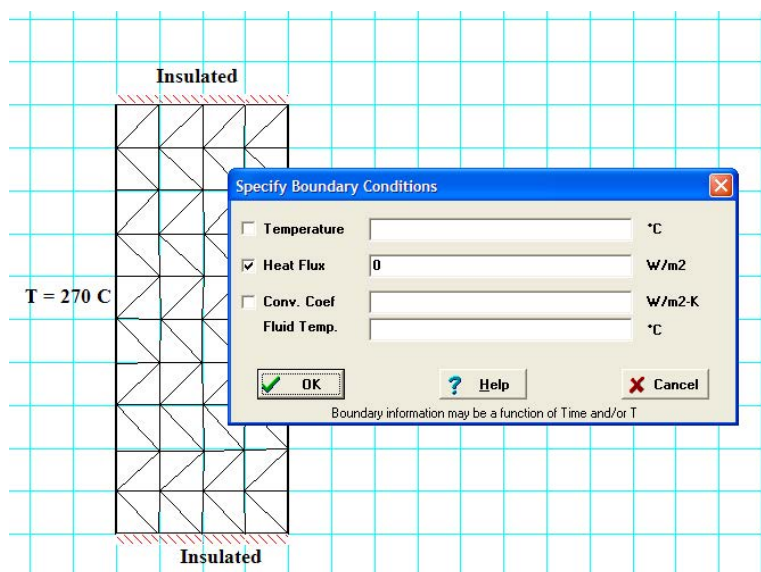 Insulated
Specify Boundary Conditions
Temperature °C
Heat Flux 0 W/m2
T = 270 C
Conv. Coef W/m2-K
Fluid Temp. °C
OK Help Cancel
Boundary information may be a function of Time and/or T
Insulated